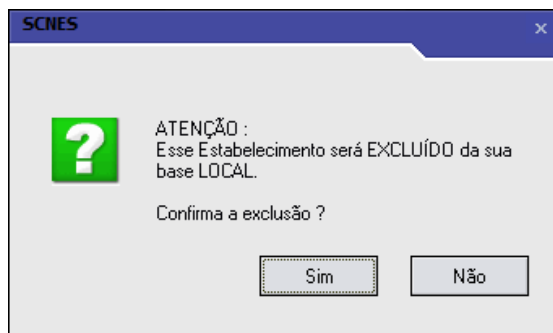 SCNES
ATENÇÃO :
Esse Estabelecimento será EXCLUÍDO da sua
base LOCAL.
Confirma a exclusão ?
Sim
Não